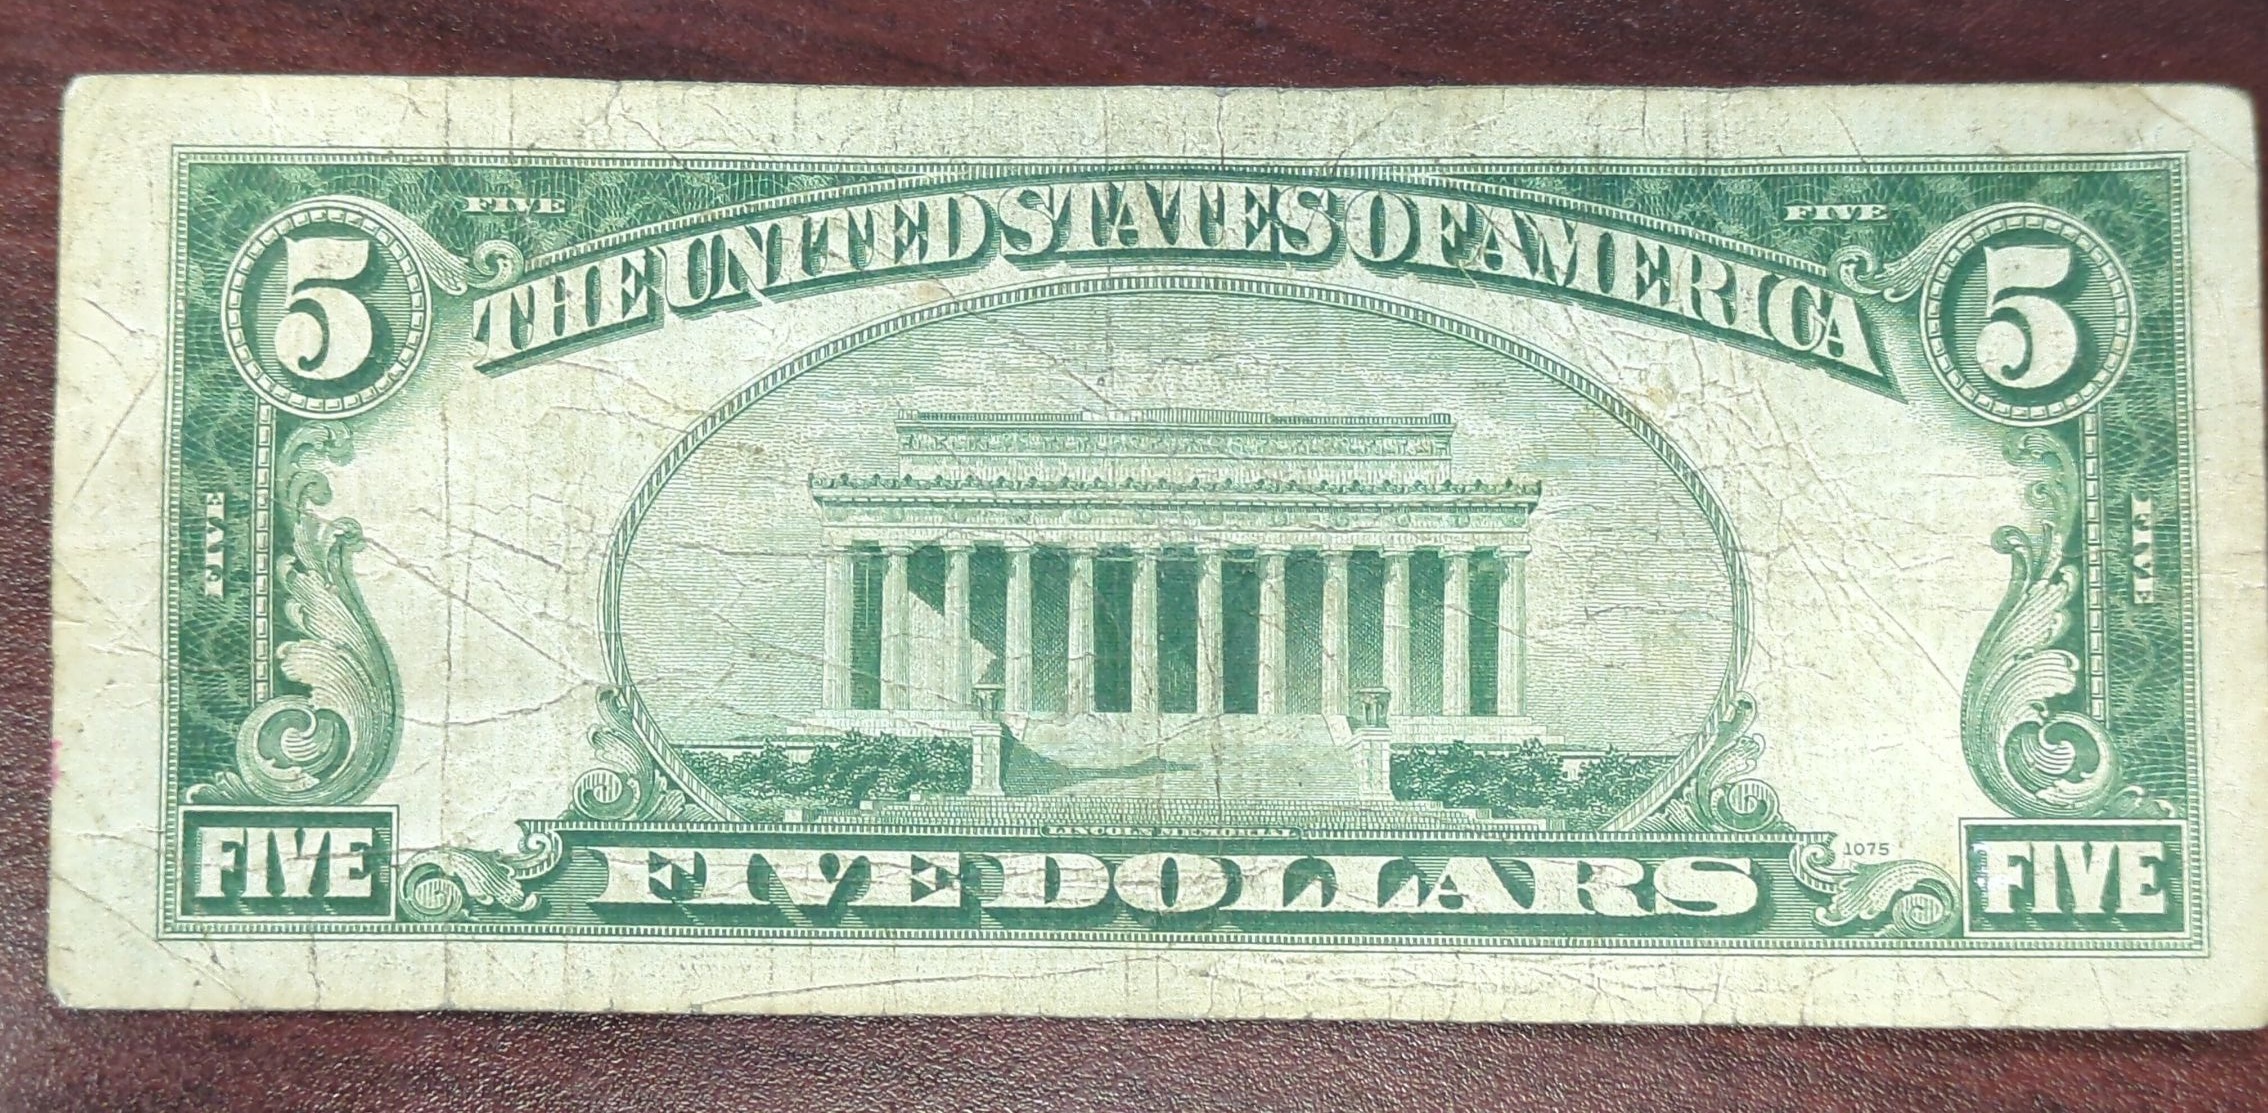 FIVE FIVE
5 THE UNITED STATES OF AMERICA 5
FIVE FIVE
LINCOLN MEMORIAL
1075
FIVE FIVE DOLLARS FIVE